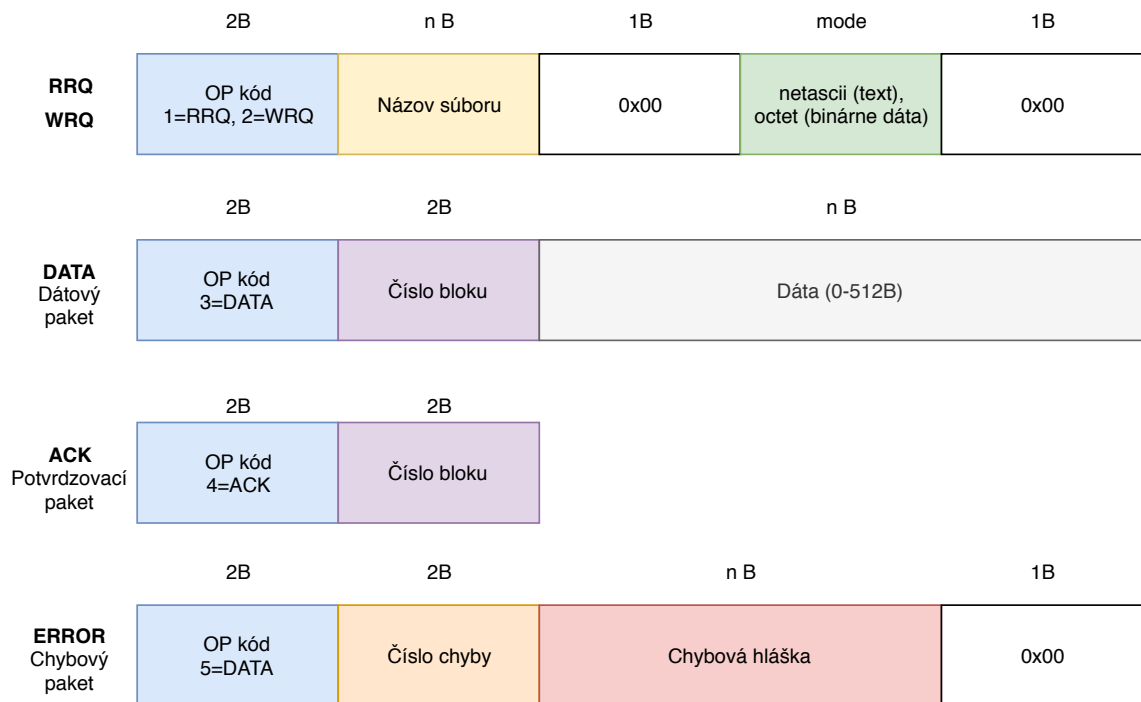 2B
n B
1B
mode
1B
RRQ
WRQ
OP kód
1=RRQ, 2=WRQ
Názov súboru
0x00
netascii (text),
octet (binárne dáta)
0x00
2B
2B
n B
DATA
Dátový
paket
OP kód
3=DATA
Číslo bloku
Dáta (0-512B)
2B
2B
ACK
Potvrdzovací
paket
OP kód
4=ACK
Číslo bloku
2B
2B
n B
1B
ERROR
Chybový
paket
OP kód
5=DATA
Číslo chyby
Chybová hláška
0x00